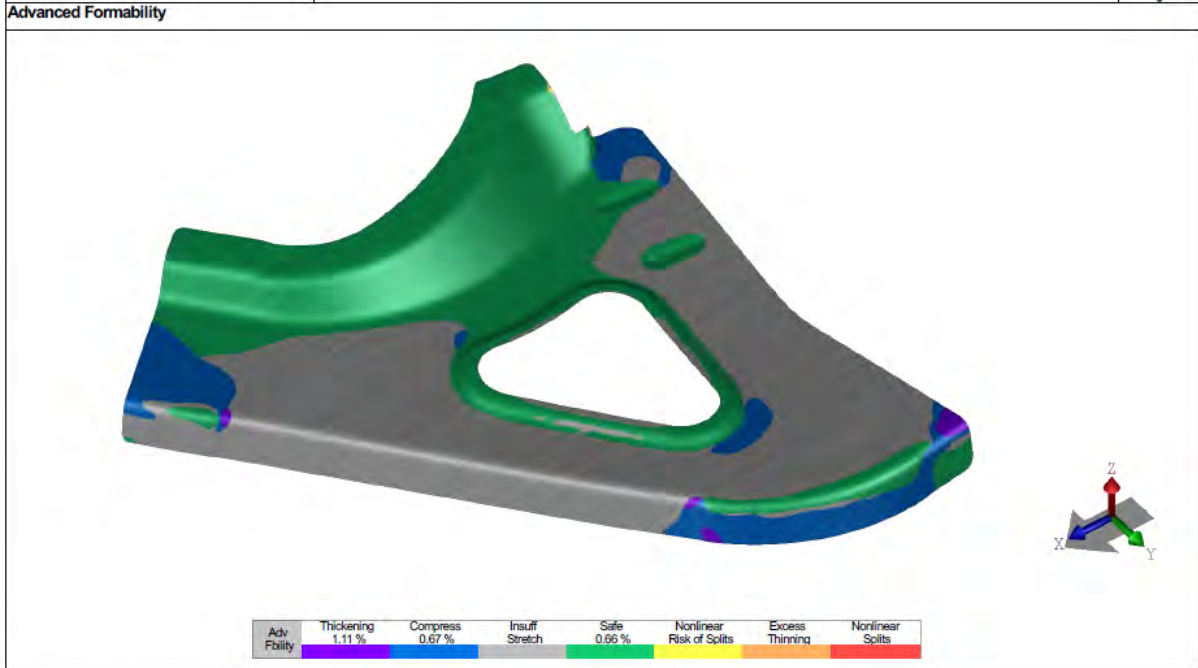 Advanced Formability
Z
X
Y
Adv Fbility
Thickening 1.11 %
Compress 0.67 %
Insuff Stretch
Safe 0.66 %
Nonlinear Risk of Splits
Excess Thinning
Nonlinear Splits